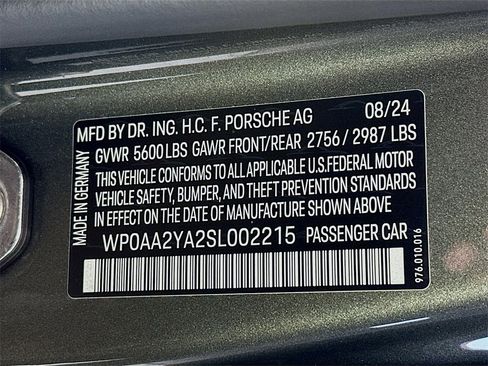 MFD BY DR. ING. H.C. F. PORSCHE AG 08/24
GVWR 5600 LBS GAWR FRONT/REAR 2756 / 2987 LBS
THIS VEHICLE CONFORMS TO ALL APPLICABLE U.S.FEDERAL MOTOR
VEHICLE SAFETY, BUMPER, AND THEFT PREVENTION STANDARDS
IN EFFECT ON THE DATE OF MANUFACTURE SHOWN ABOVE
WP0AA2YA2SL002215 PASSENGER CAR
MADE IN GERMANY
976.010.016